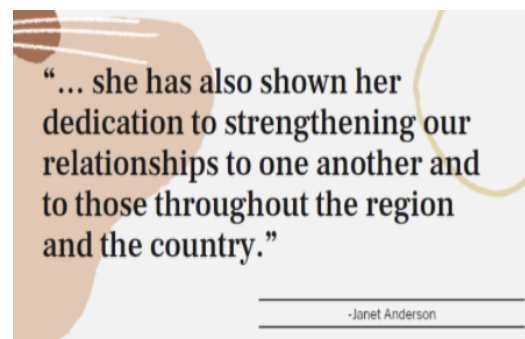 “... she has also shown her
dedication to strengthening our
relationships to one another and
to those throughout the region
and the country.”
-Janet Anderson